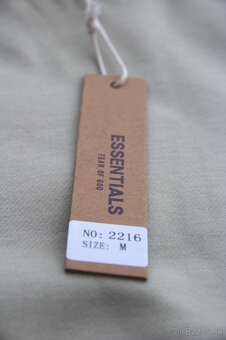 ESSENTIALS
FEAR OF GOD
NO: 2216
SIZE: M